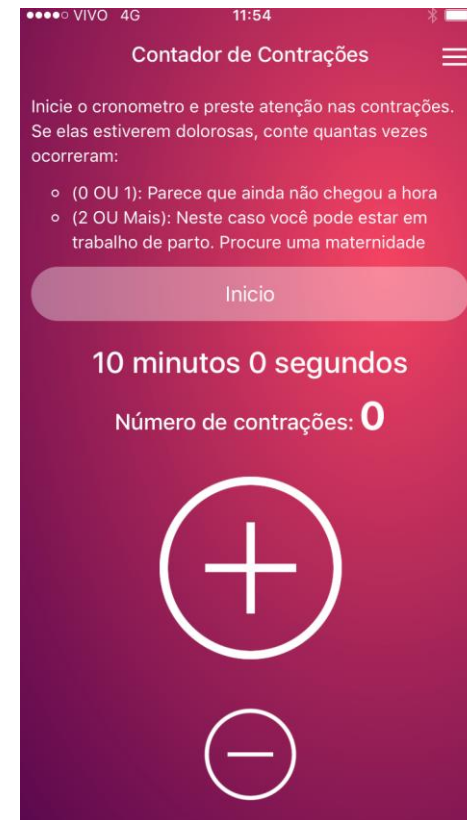 VIVO 4G 11:54
Contador de Contrações
Inicie o cronometro e preste atenção nas contrações.
Se elas estiverem dolorosas, conte quantas vezes
ocorreram:
(0 OU 1): Parece que ainda não chegou a hora
(2 OU Mais): Neste caso você pode estar em
trabalho de parto. Procure uma maternidade
Inicio
10 minutos 0 segundos
Número de contrações: 0